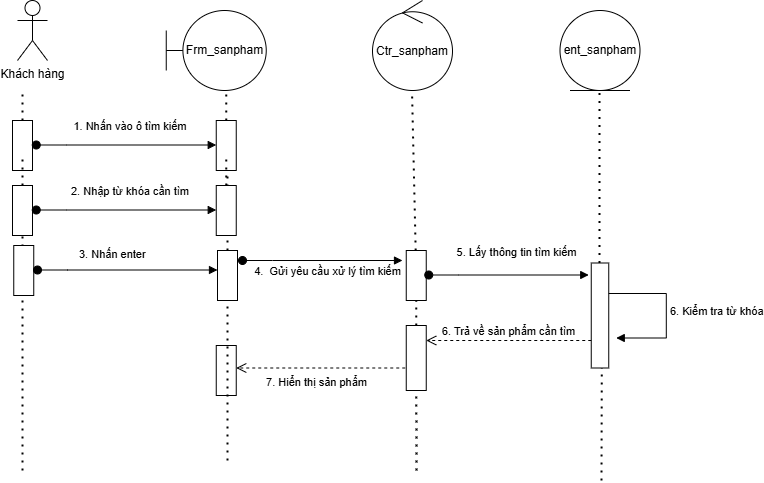 Khách hàng
Frm_sanpham
Ctr_sanpham
ent_sanpham
1. Nhấn vào ô tìm kiếm
2. Nhập từ khóa cần tìm
3. Nhấn enter
4. Gửi yêu cầu xử lý tìm kiếm
5. Lấy thông tin tìm kiếm
6. Kiểm tra từ khóa
6. Trả về sản phẩm cần tìm
7. Hiển thị sản phẩm